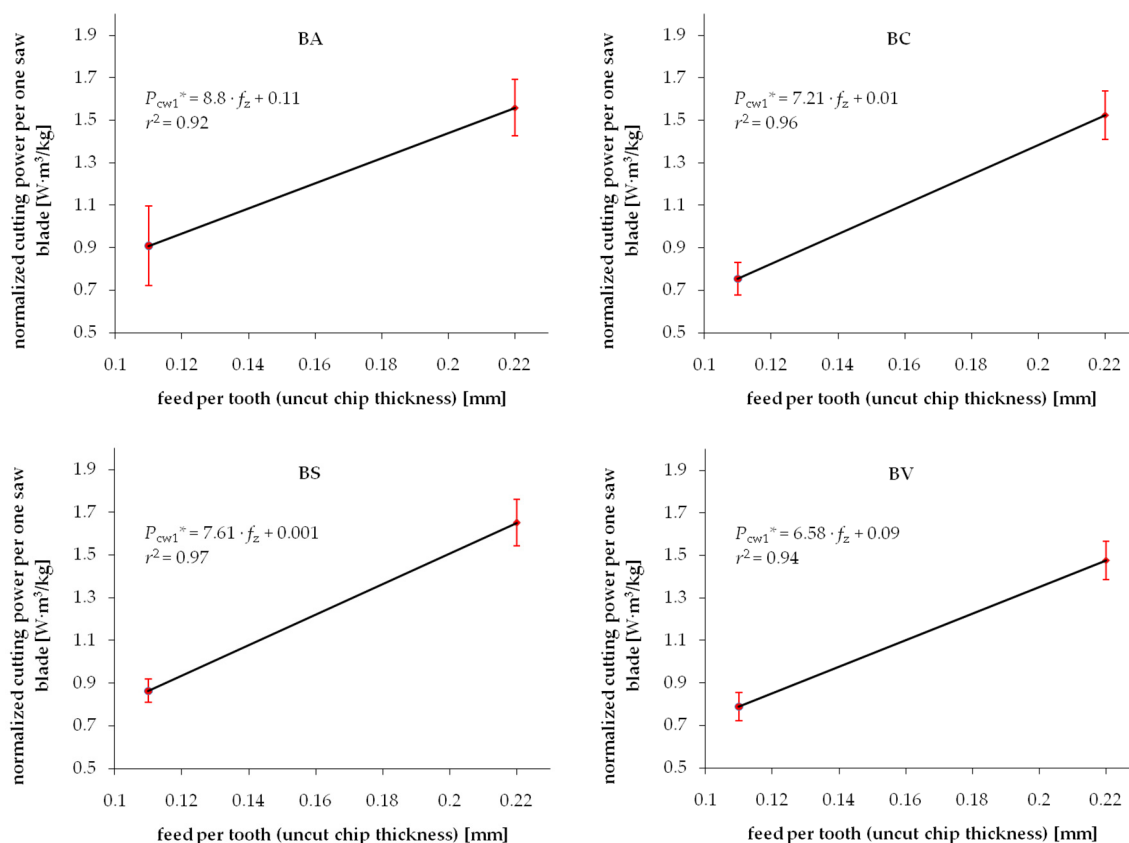 BA
P_cw1* = 8.8 · f_z + 0.11
r² = 0.92
normalized cutting power per one saw
blade [W·m³/kg]
1.9
1.7
1.5
1.3
1.1
0.9
0.7
0.5
0.1 0.12 0.14 0.16 0.18 0.2 0.22
feed per tooth (uncut chip thickness) [mm]
BC
P_cw1* = 7.21 · f_z + 0.01
r² = 0.96
normalized cutting power per one saw
blade [W·m³/kg]
1.9
1.7
1.5
1.3
1.1
0.9
0.7
0.5
0.1 0.12 0.14 0.16 0.18 0.2 0.22
feed per tooth (uncut chip thickness) [mm]
BS
P_cw1* = 7.61 · f_z + 0.001
r² = 0.97
normalized cutting power per one saw
blade [W·m³/kg]
1.9
1.7
1.5
1.3
1.1
0.9
0.7
0.5
0.1 0.12 0.14 0.16 0.18 0.2 0.22
feed per tooth (uncut chip thickness) [mm]
BV
P_cw1* = 6.58 · f_z + 0.09
r² = 0.94
normalized cutting power per one saw
blade [W·m³/kg]
1.9
1.7
1.5
1.3
1.1
0.9
0.7
0.5
0.1 0.12 0.14 0.16 0.18 0.2 0.22
feed per tooth (uncut chip thickness) [mm]